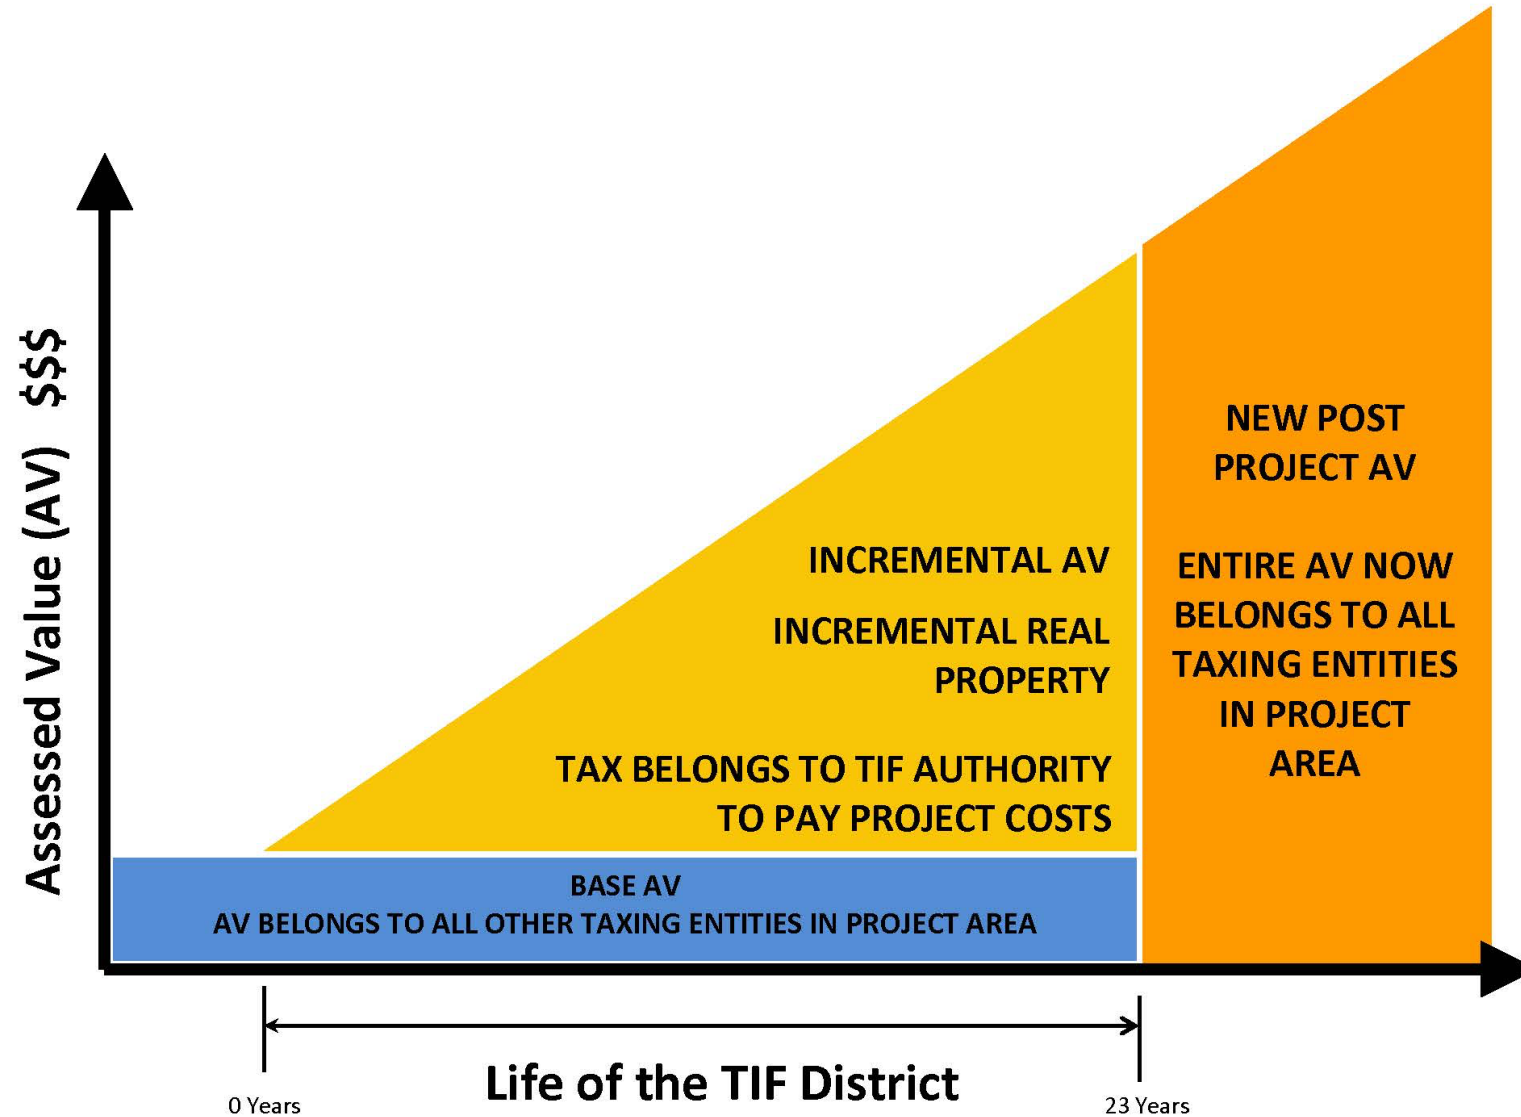 Assessed Value (AV) $$$
INCREMENTAL AV
INCREMENTAL REAL
PROPERTY
TAX BELONGS TO TIF AUTHORITY
TO PAY PROJECT COSTS
NEW POST
PROJECT AV
ENTIRE AV NOW
BELONGS TO ALL
TAXING ENTITIES
IN PROJECT
AREA
BASE AV
AV BELONGS TO ALL OTHER TAXING ENTITIES IN PROJECT AREA
Life of the TIF District
0 Years
23 Years